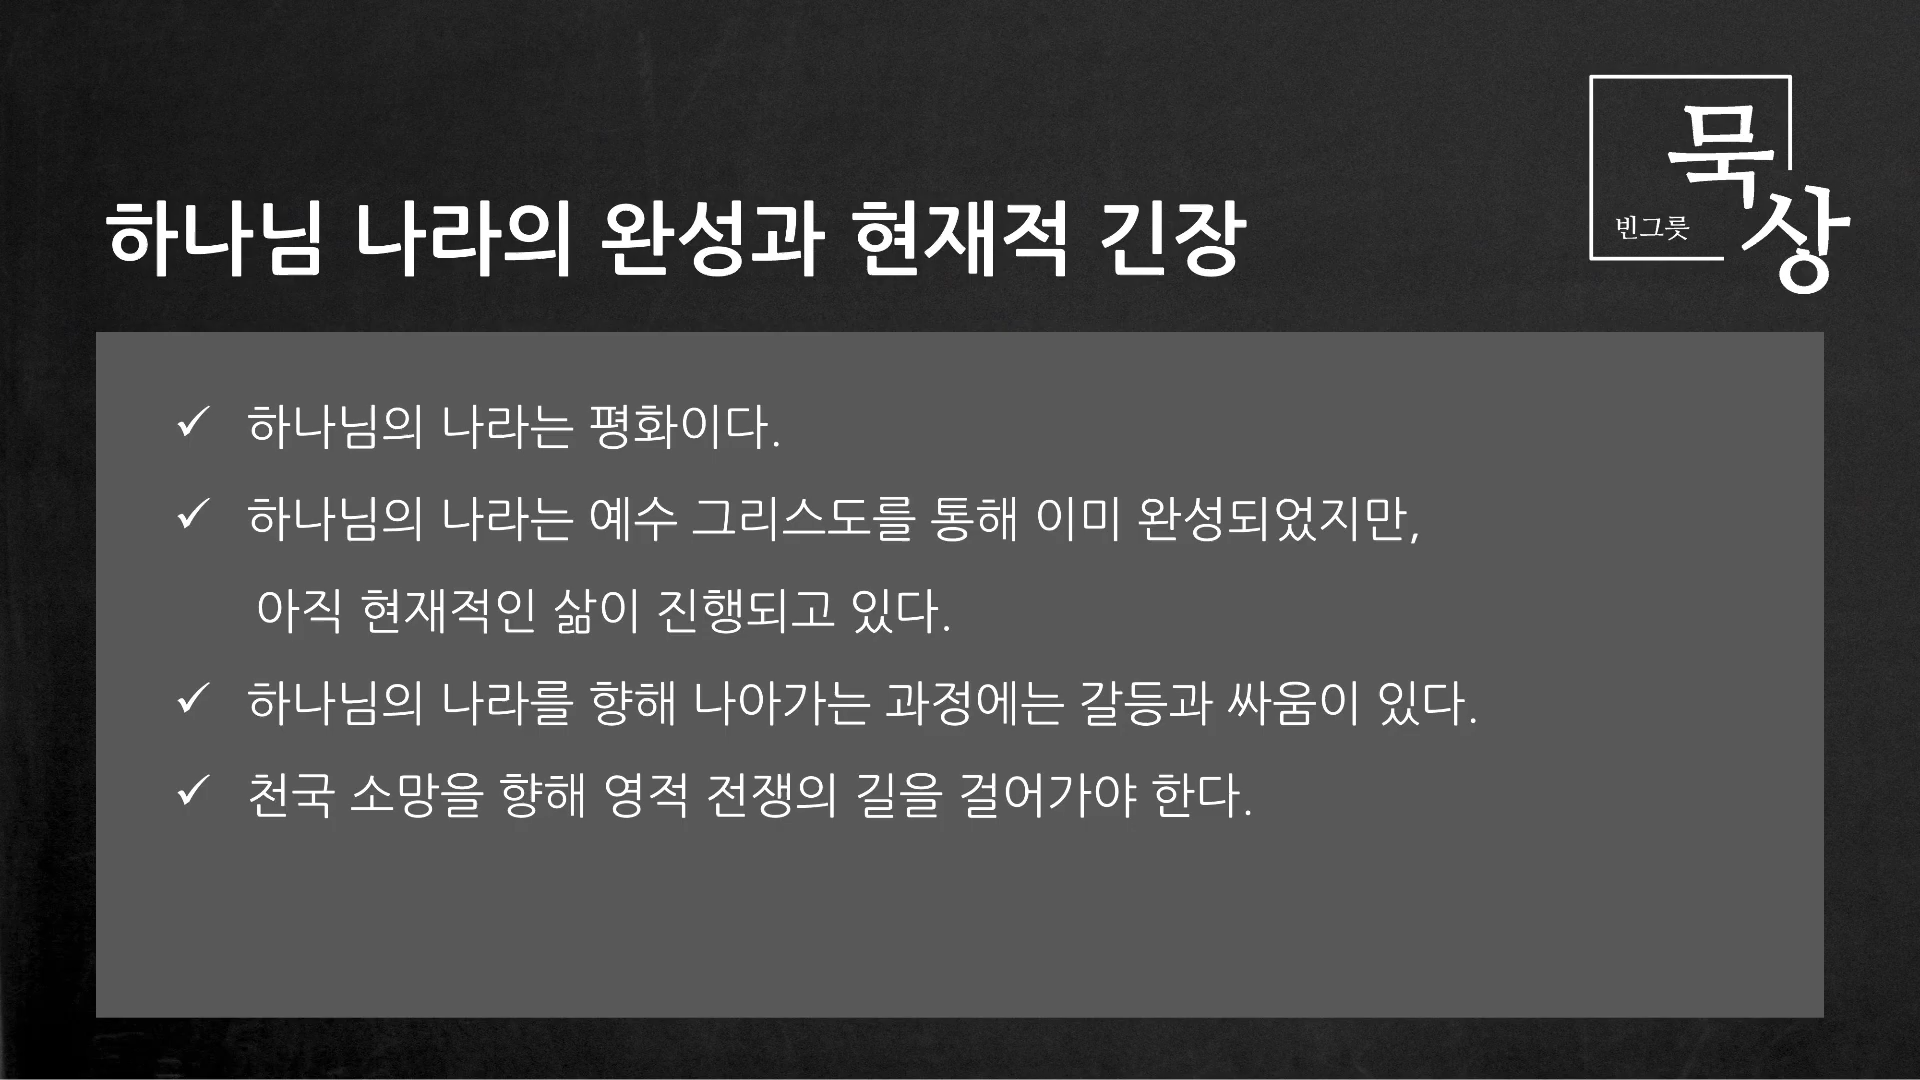 묵상
빈그릇
하나님 나라의 완성과 현재적 긴장
✓ 하나님의 나라는 평화이다.
✓ 하나님의 나라는 예수 그리스도를 통해 이미 완성되었지만,
아직 현재적인 삶이 진행되고 있다.
✓ 하나님의 나라를 향해 나아가는 과정에는 갈등과 싸움이 있다.
✓ 천국 소망을 향해 영적 전쟁의 길을 걸어가야 한다.